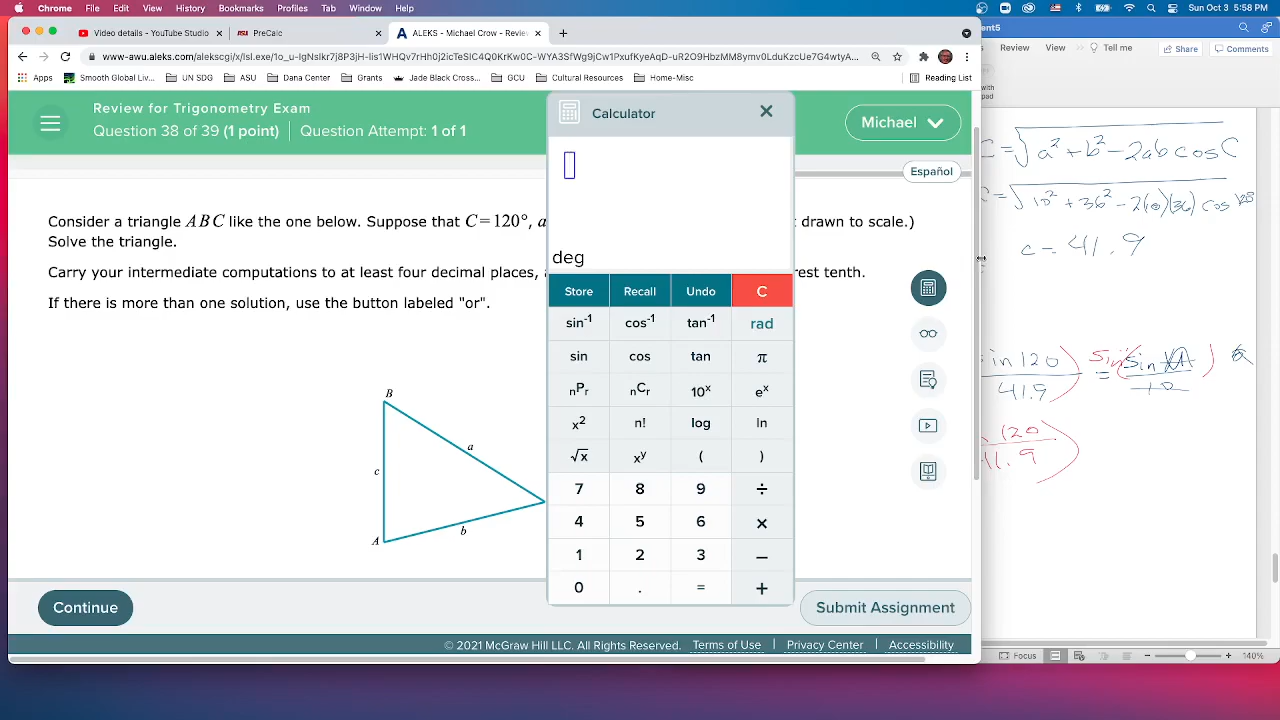 Chrome File Edit View History Bookmarks Profiles Tab Window Help Sun Oct 3 5:58 PM
Video details - YouTube Studio
PreCalc
ALEKS - Michael Crow - Review
Review View Tell me
Share Comments
Apps Smooth Global Liv... UN SDG ASU Dena Center Grants Jade Black Cross... GCU Cultural Resources Home-Misc Reading List
Review for Trigonometry Exam
Question 38 of 39 (1 point) Question Attempt: 1 of 1
Calculator
Michael
Español
Consider a triangle ABC like the one below. Suppose that C=120°, a
drawn to scale.)
Solve the triangle.
Carry your intermediate computations to at least four decimal places,
rest tenth.
If there is more than one solution, use the button labeled "or".
B
a
c
A
b
deg
Store Recall Undo C
sin⁻¹ cos⁻¹ tan⁻¹ rad
sin cos tan π
nPr nCr 10ˣ eˣ
x² n! log ln
√x xʸ ( )
7 8 9 ÷
4 5 6 ×
1 2 3 −
0 . = +
C = √a² + b² − 2ab cos C
c = 41.9
sin 120
41.9
Continue
Submit Assignment
© 2021 McGraw Hill LLC. All Rights Reserved. Terms of Use | Privacy Center | Accessibility
Focus 140%